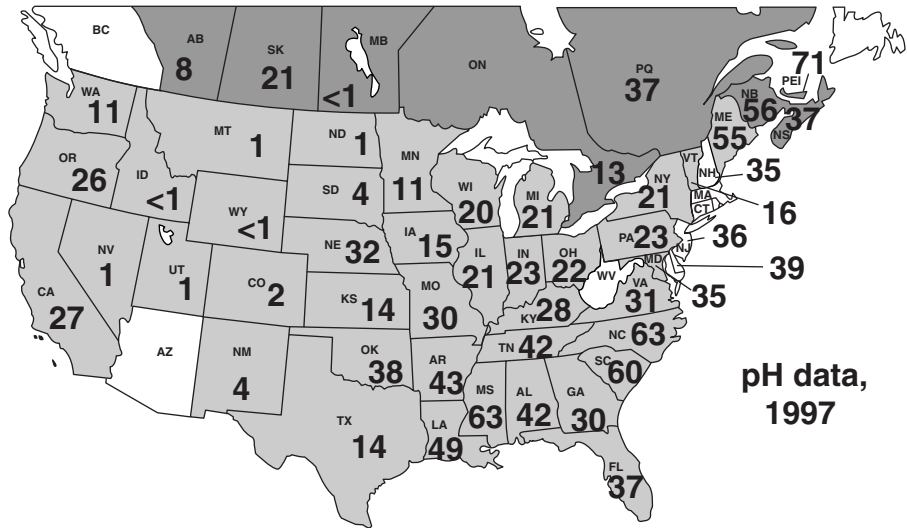 BC
AB
8
SK
21
MB
<1
ON
PQ
37
71
PEI
NB
56
37
NS
WA
11
MT
1
ND 1
MN
11
ME
55
OR
26
ID
<1
SD 4
WI
20
MI
21
13
NY
21
VT
NH
35
MA
CT
16
WY
<1
NE 32
IA 15
IL
21
IN
23
OH
22
PA 23
NJ
36
NV
1
UT
1
CO 2
KS 14
MO
30
KY 28
WV
VA
31
MD
39
35
CA
27
AZ
NM
4
OK
38
AR
43
TN 42
NC 63
SC
60
TX
14
LA
49
MS
63
AL
42
GA
30
FL
37
pH data,
1997